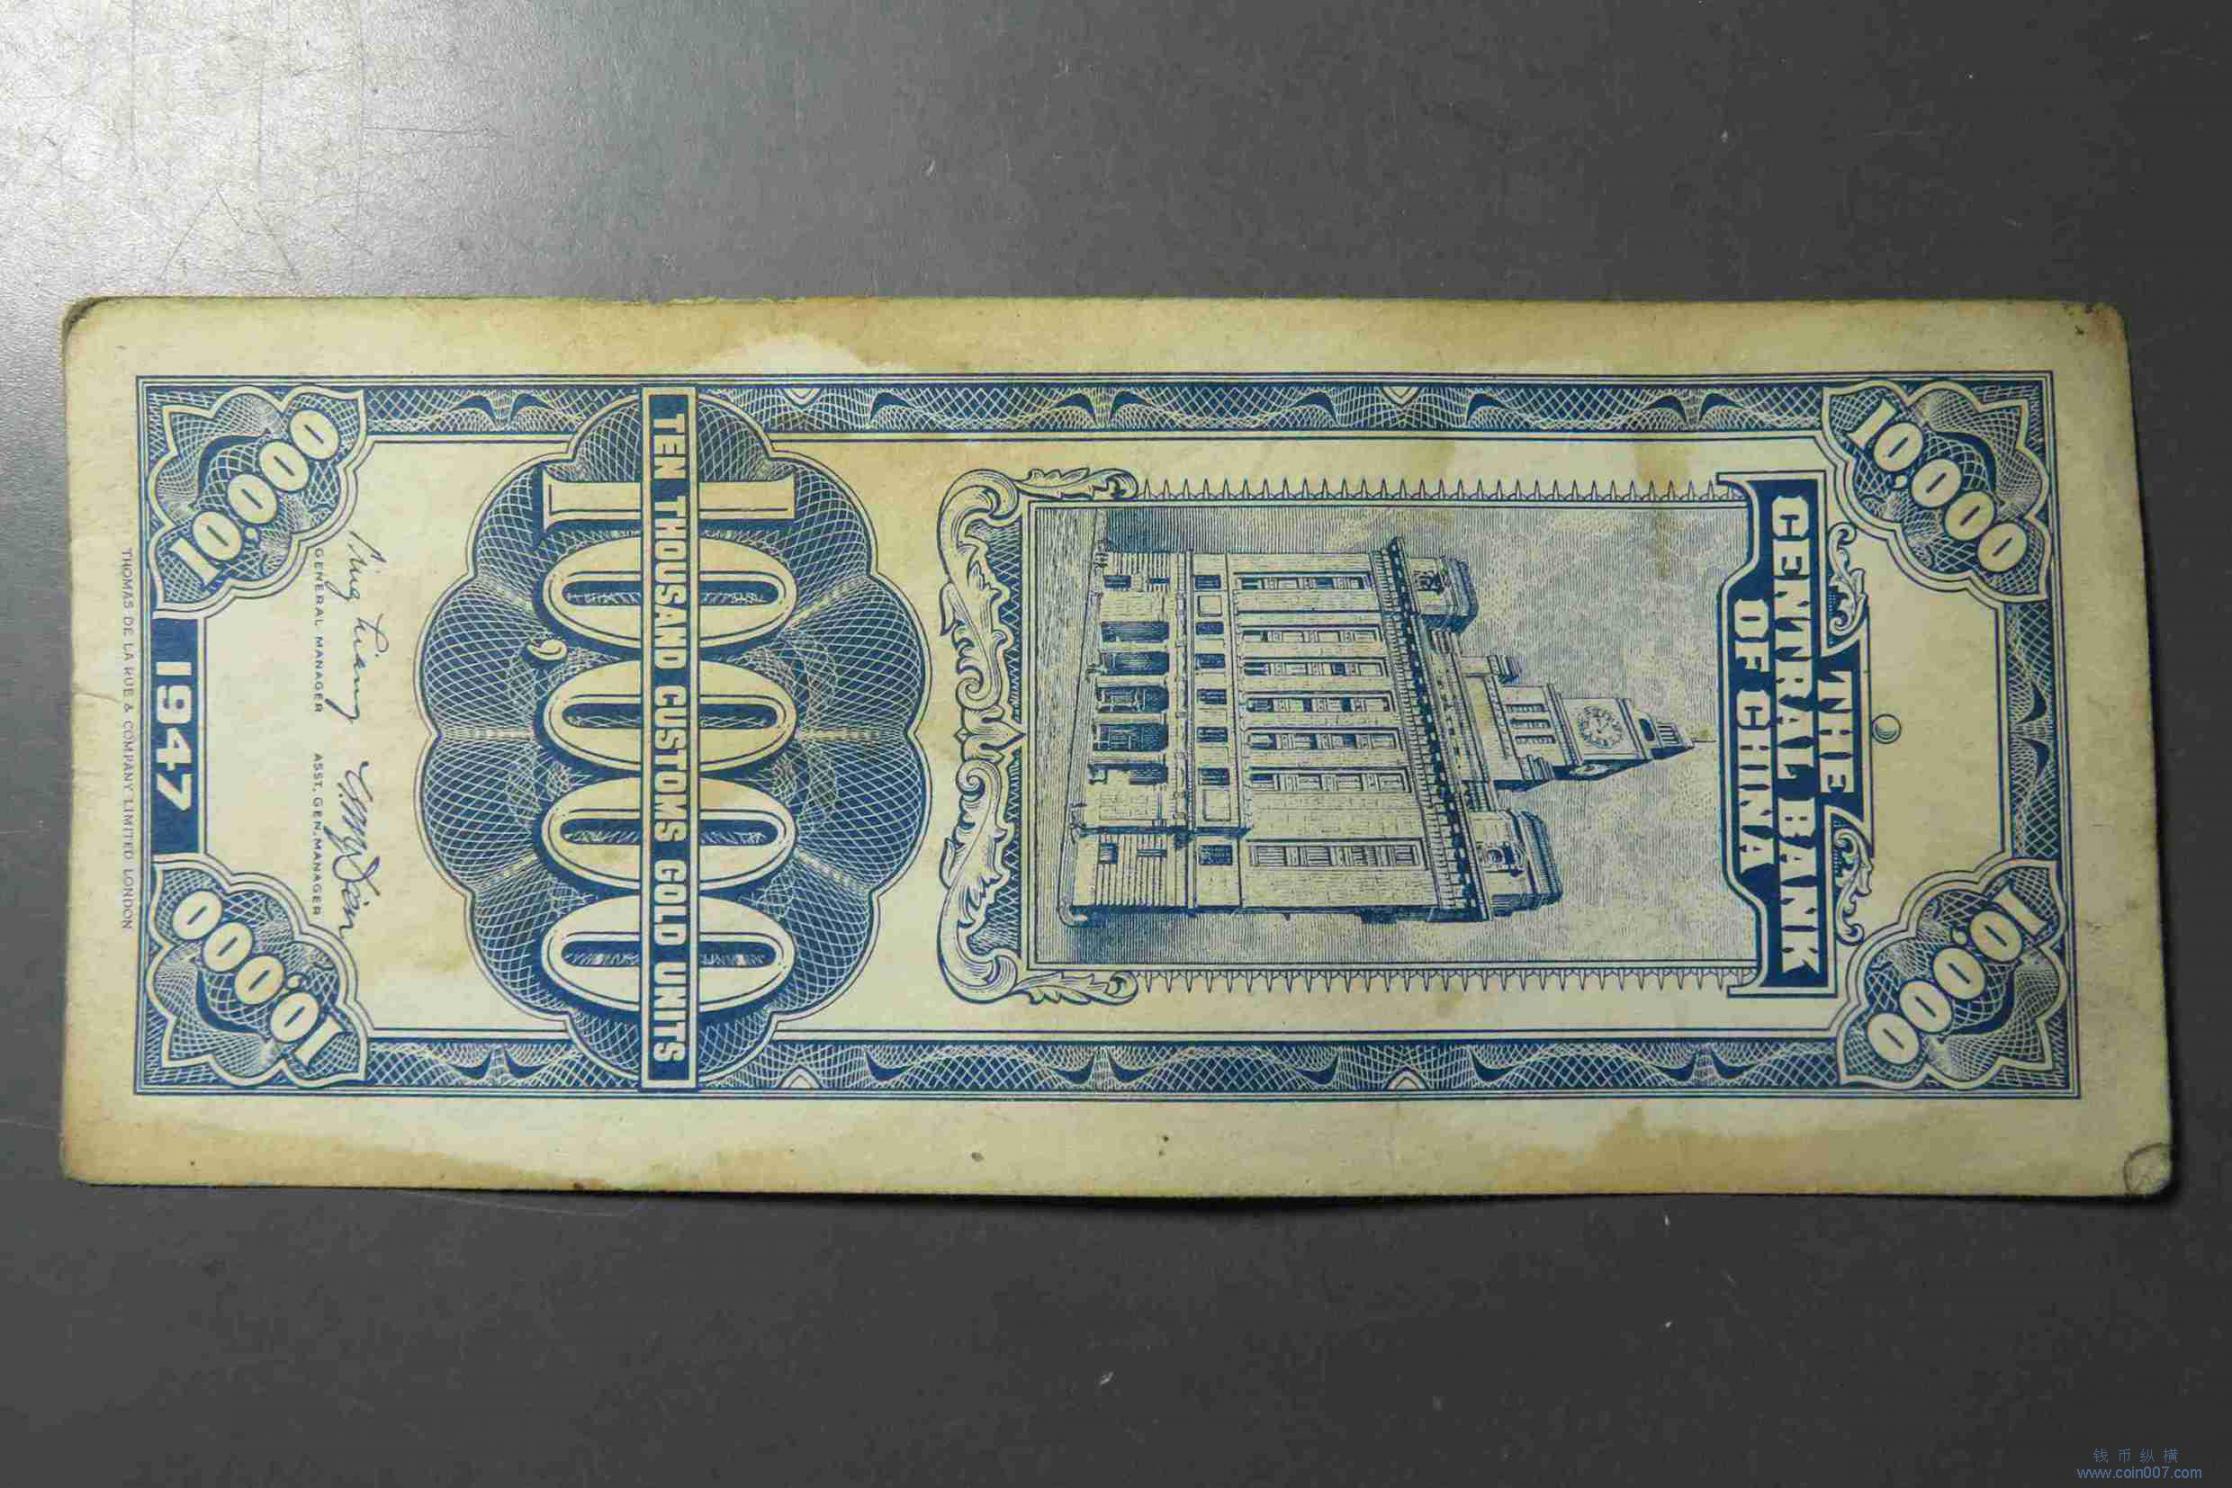 10,000
10,000
THE
CENTRAL BANK
OF CHINA
10,000
TEN THOUSAND CUSTOMS GOLD UNITS
GENERAL MANAGER
ASST. GEN. MANAGER
10,000
1947
10,000
THOMAS DE LA RUE & COMPANY LIMITED LONDON
钱币纵横
www.coin007.com